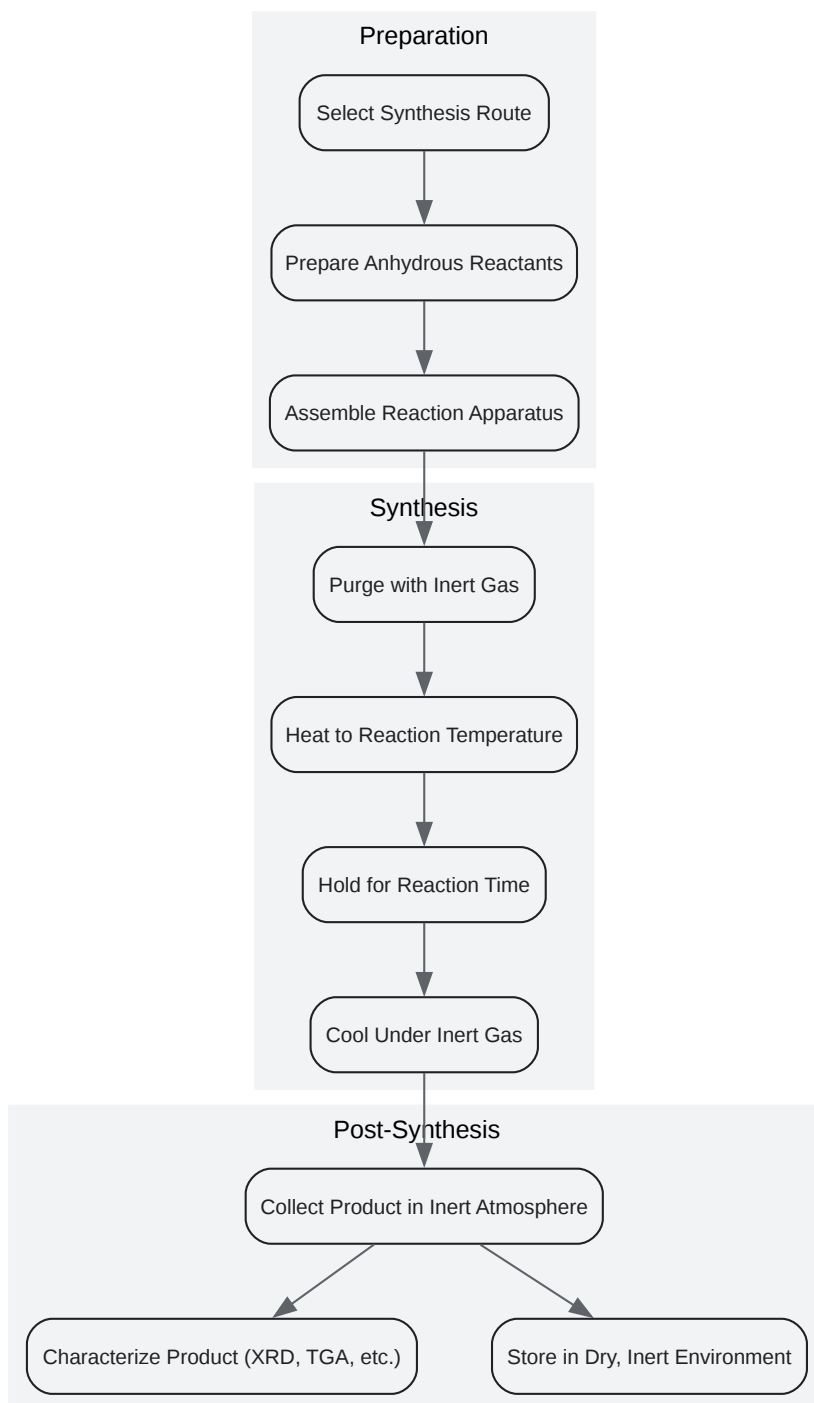 Preparation
Select Synthesis Route
Prepare Anhydrous Reactants
Assemble Reaction Apparatus
Synthesis
Purge with Inert Gas
Heat to Reaction Temperature
Hold for Reaction Time
Cool Under Inert Gas
Post-Synthesis
Collect Product in Inert Atmosphere
Characterize Product (XRD, TGA, etc.)
Store in Dry, Inert Environment